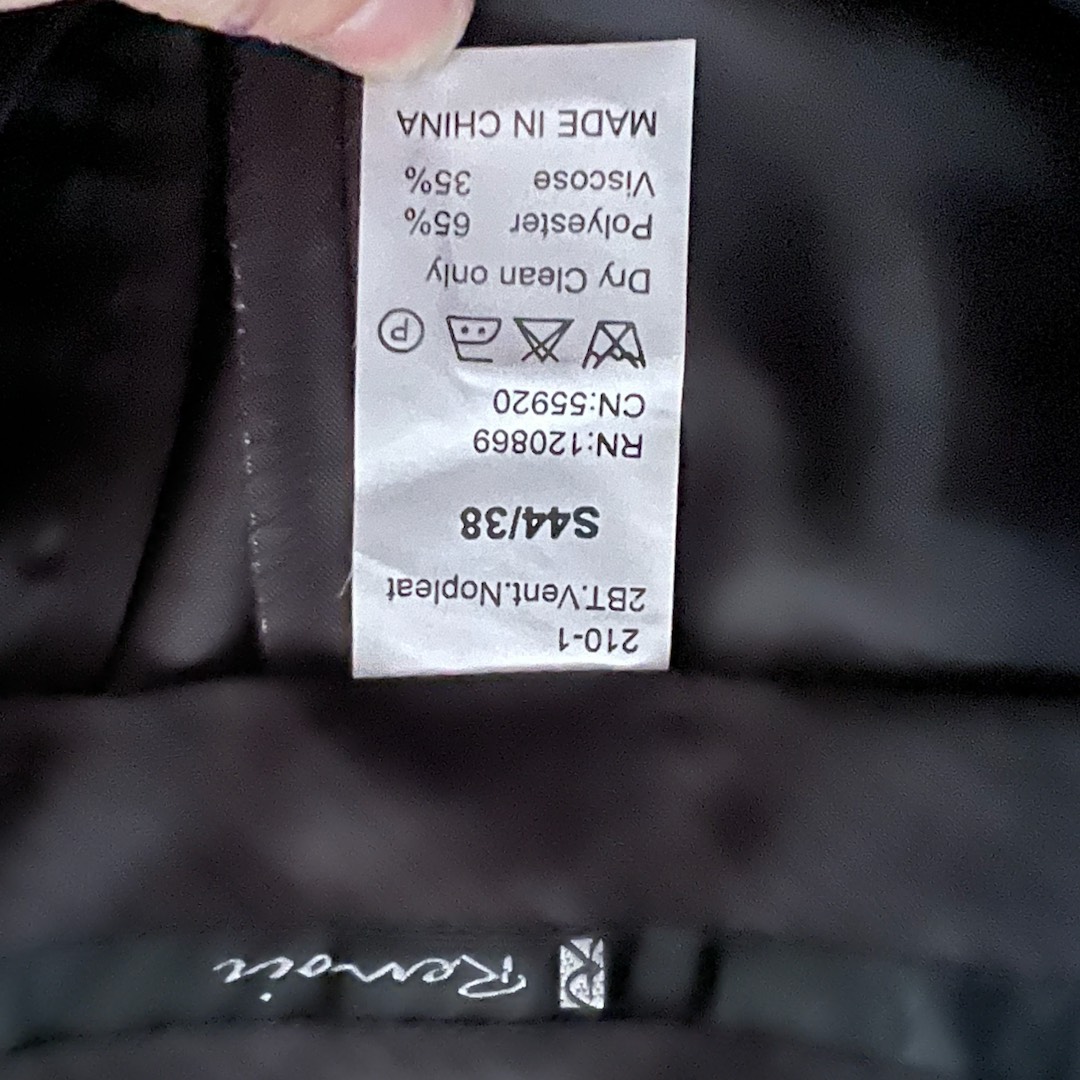 R Renoir
210-1
2BT.Vent.Nopleat
S44/38
RN:120869
CN:55920
P
Dry Clean only
Polyester 65%
Viscose 35%
MADE IN CHINA